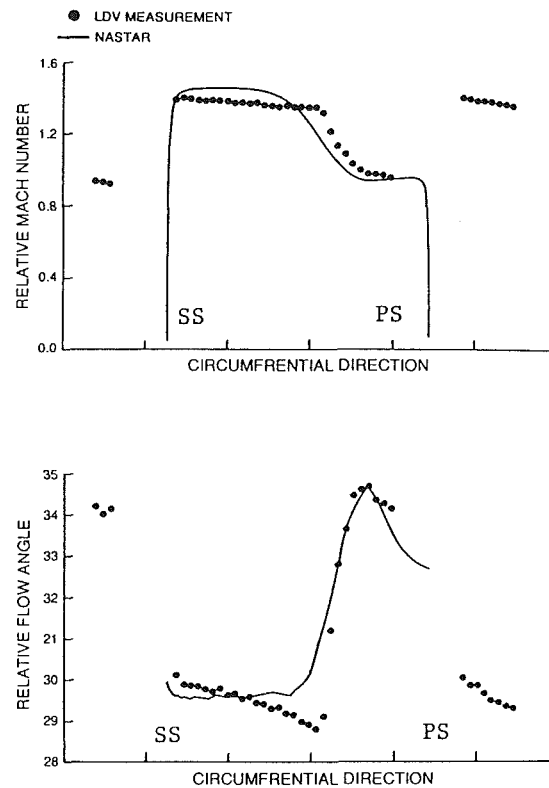 LDV MEASUREMENT
NASTAR
RELATIVE MACH NUMBER
1.6
1.2
0.8
0.4
0.0
SS
PS
CIRCUMFRENTIAL DIRECTION
RELATIVE FLOW ANGLE
35
34
33
32
31
30
29
28
SS
PS
CIRCUMFRENTIAL DIRECTION